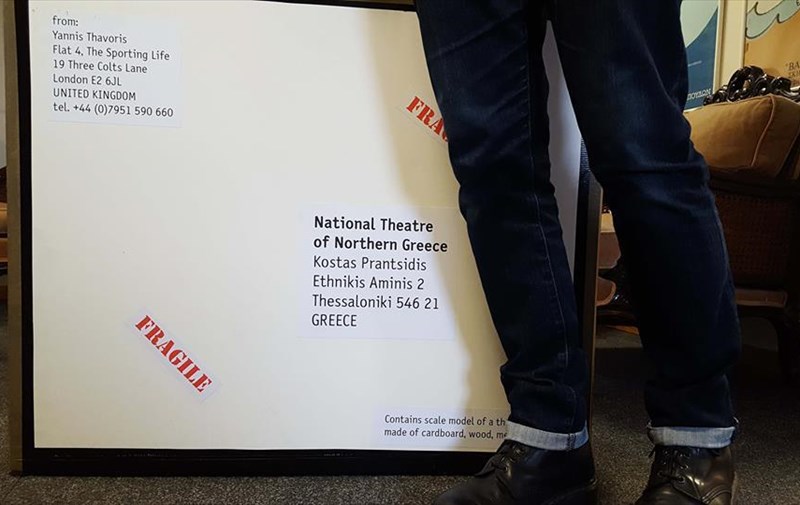 from:
Yannis Thavoris
Flat 4, The Sporting Life
19 Three Colts Lane
London E2 6JL
UNITED KINGDOM
tel. +44 (0)7951 590 660
FRA
National Theatre
of Northern Greece
Kostas Prantsidis
Ethnikis Aminis 2
Thessaloniki 546 21
GREECE
FRAGILE
Contains scale model of a th
made of cardboard, wood, m